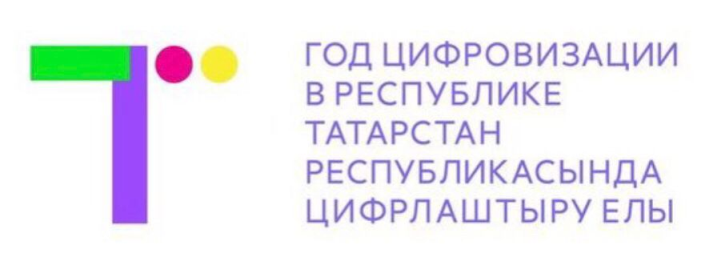 ГОД ЦИФРОВИЗАЦИИ
В РЕСПУБЛИКЕ
ТАТАРСТАН
РЕСПУБЛИКАСЫНДА
ЦИФРЛАШТЫРУ ЕЛЫ